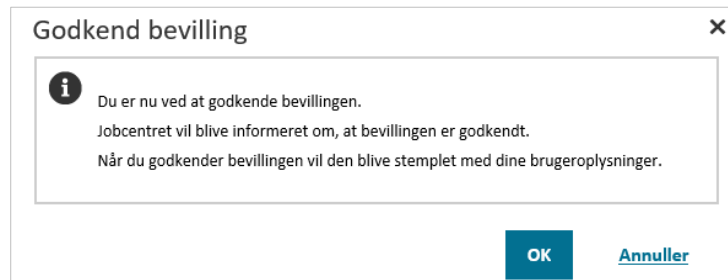 Godkend bevilling
Du er nu ved at godkende bevillingen.
Jobcentret vil blive informeret om, at bevillingen er godkendt.
Når du godkender bevillingen vil den blive stemplet med dine brugeroplysninger.
OK
Annuller